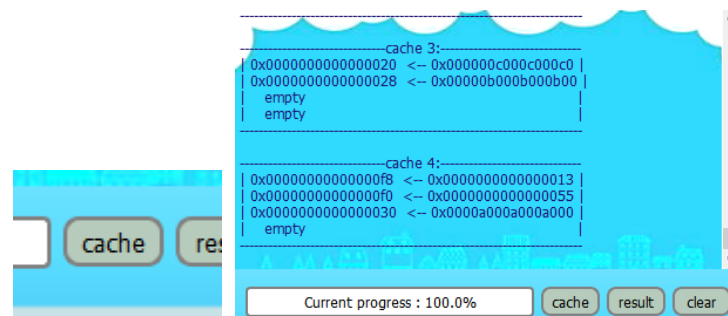 cache
---cache 3:---
| 0x0000000000000020 <-- 0x000000c000c000c0 |
| 0x0000000000000028 <-- 0x00000b000b000b00 |
| empty |
| empty |
---cache 4:---
| 0x00000000000000f8 <-- 0x0000000000000013 |
| 0x00000000000000f0 <-- 0x0000000000000055 |
| 0x0000000000000030 <-- 0x0000a000a000a000 |
| empty |
Current progress : 100.0% cache result clear